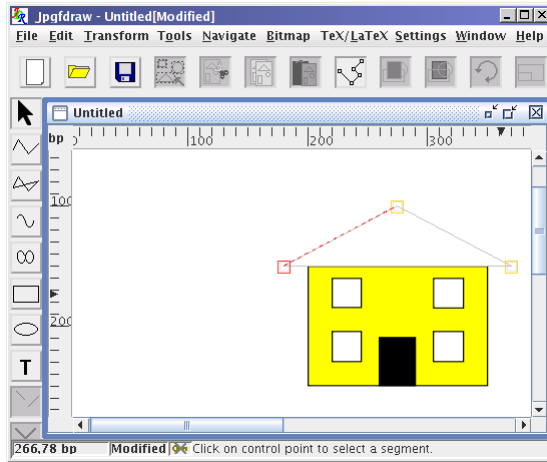 Jpgfdraw - Untitled[Modified]
File Edit Transform Tools Navigate Bitmap TeX/LaTeX Settings Window Help
Untitled
bp 100 200 300
100
200
T
266,78 bp Modified Click on control point to select a segment.